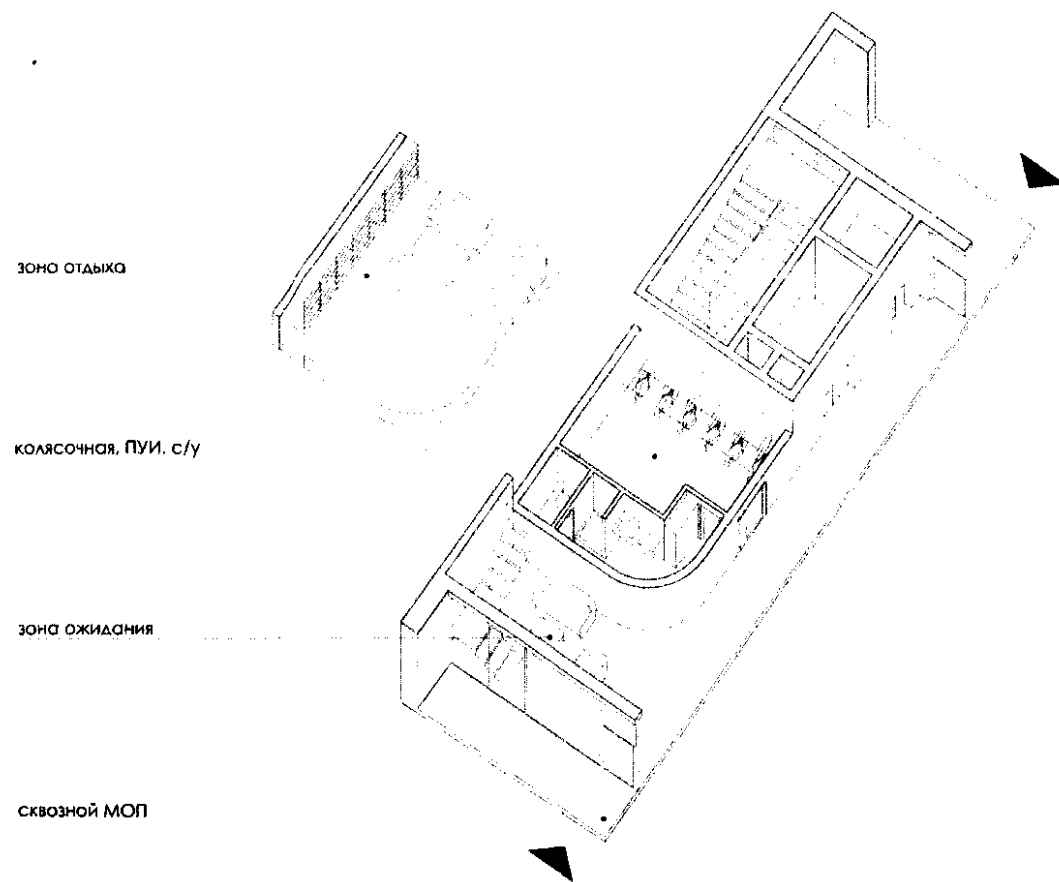 зона отдыха
колясочная, ПУИ, с/у
зона ожидания
сквозной МОП